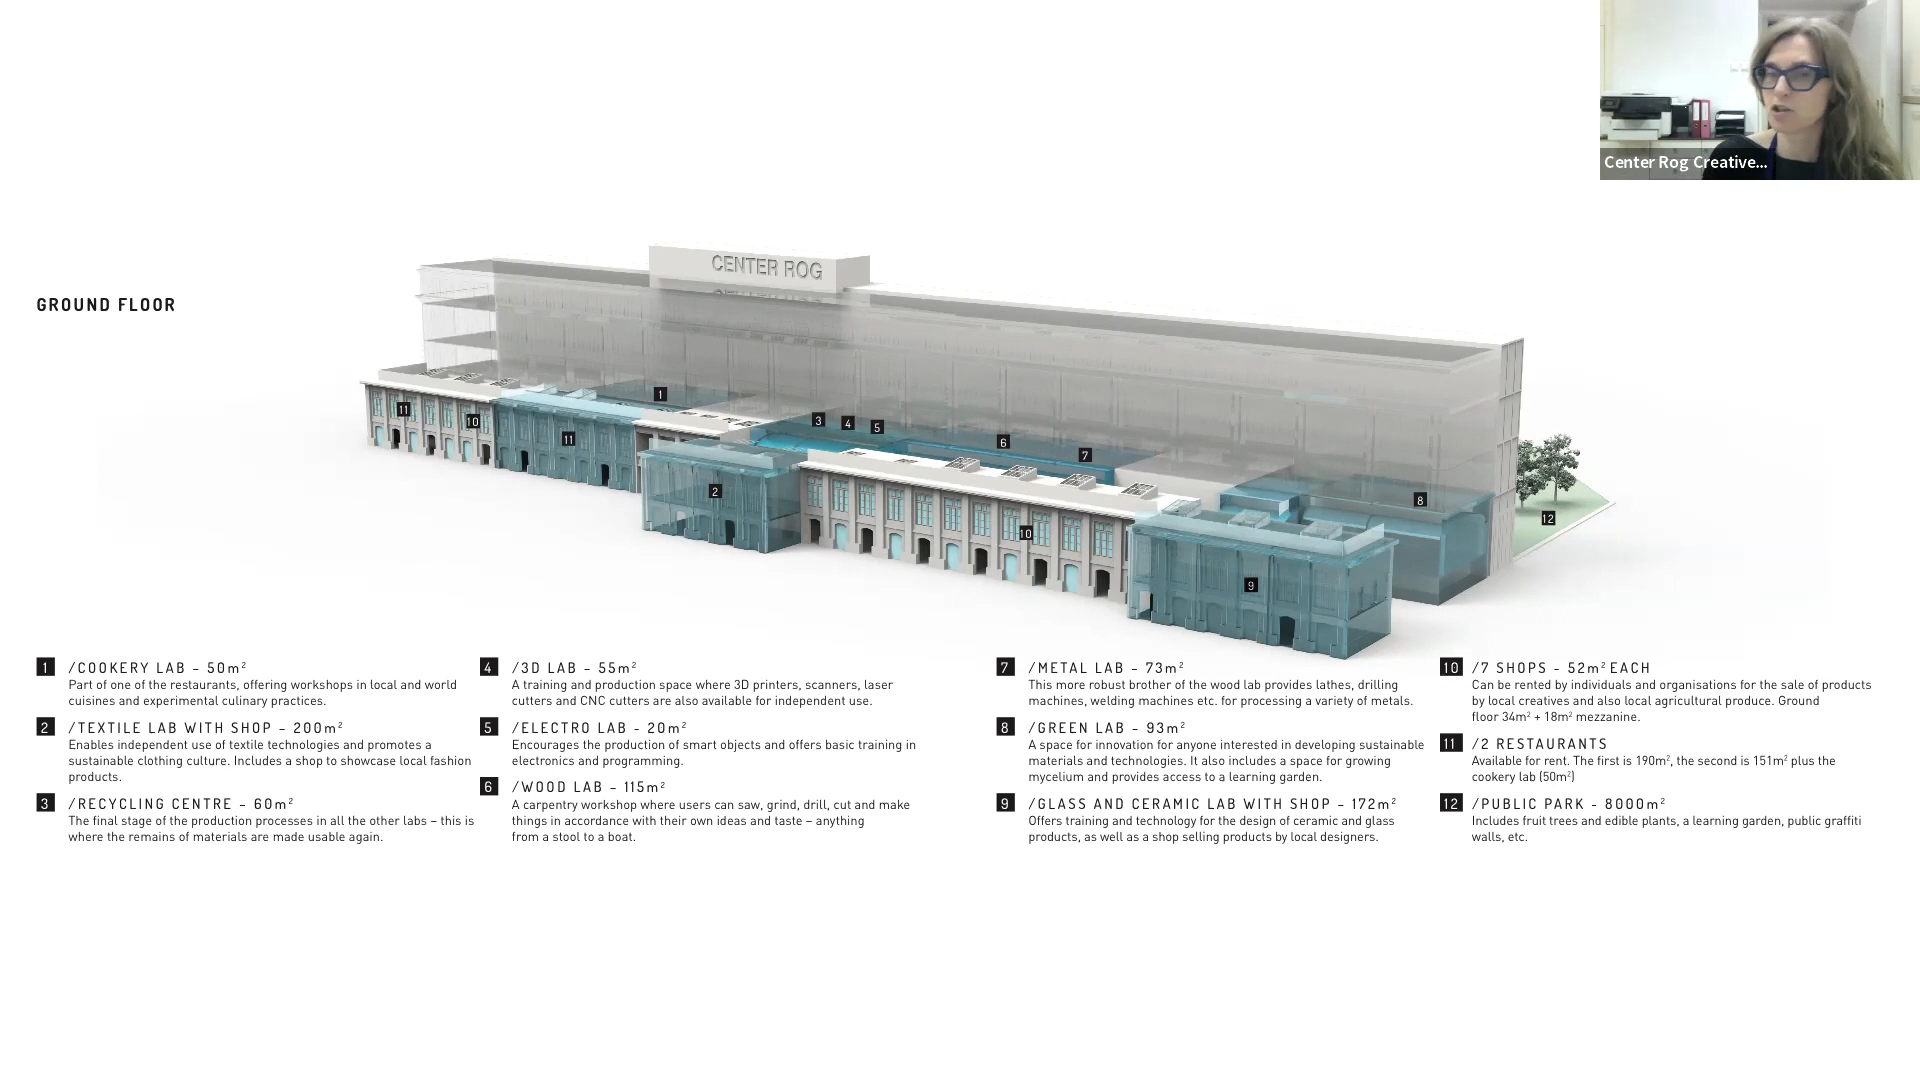 Center Rog Creative...
CENTER ROG
GROUND FLOOR
1
11
10
3
4
5
11
6
7
2
8
12
10
9
1 /COOKERY LAB – 50m²
Part of one of the restaurants, offering workshops in local and world
cuisines and experimental culinary practices.
2 /TEXTILE LAB WITH SHOP – 200m²
Enables independent use of textile technologies and promotes a
sustainable clothing culture. Includes a shop to showcase local fashion
products.
3 /RECYCLING CENTRE – 60m²
The final stage of the production processes in all the other labs – this is
where the remains of materials are made usable again.
4 /3D LAB – 55m²
A training and production space where 3D printers, scanners, laser
cutters and CNC cutters are also available for independent use.
5 /ELECTRO LAB - 20m²
Encourages the production of smart objects and offers basic training in
electronics and programming.
6 /WOOD LAB – 115m²
A carpentry workshop where users can saw, grind, drill, cut and make
things in accordance with their own ideas and taste – anything
from a stool to a boat.
7 /METAL LAB – 73m²
This more robust brother of the wood lab provides lathes, drilling
machines, welding machines etc. for processing a variety of metals.
8 /GREEN LAB – 93m²
A space for innovation for anyone interested in developing sustainable
materials and technologies. It also includes a space for growing
mycelium and provides access to a learning garden.
9 /GLASS AND CERAMIC LAB WITH SHOP – 172m²
Offers training and technology for the design of ceramic and glass
products, as well as a shop selling products by local designers.
10 /7 SHOPS - 52m² EACH
Can be rented by individuals and organisations for the sale of products
by local creatives and also local agricultural produce. Ground
floor 34m² + 18m² mezzanine.
11 /2 RESTAURANTS
Available for rent. The first is 190m², the second is 151m² plus the
cookery lab (50m²)
12 /PUBLIC PARK - 8000m²
Includes fruit trees and edible plants, a learning garden, public graffiti
walls, etc.